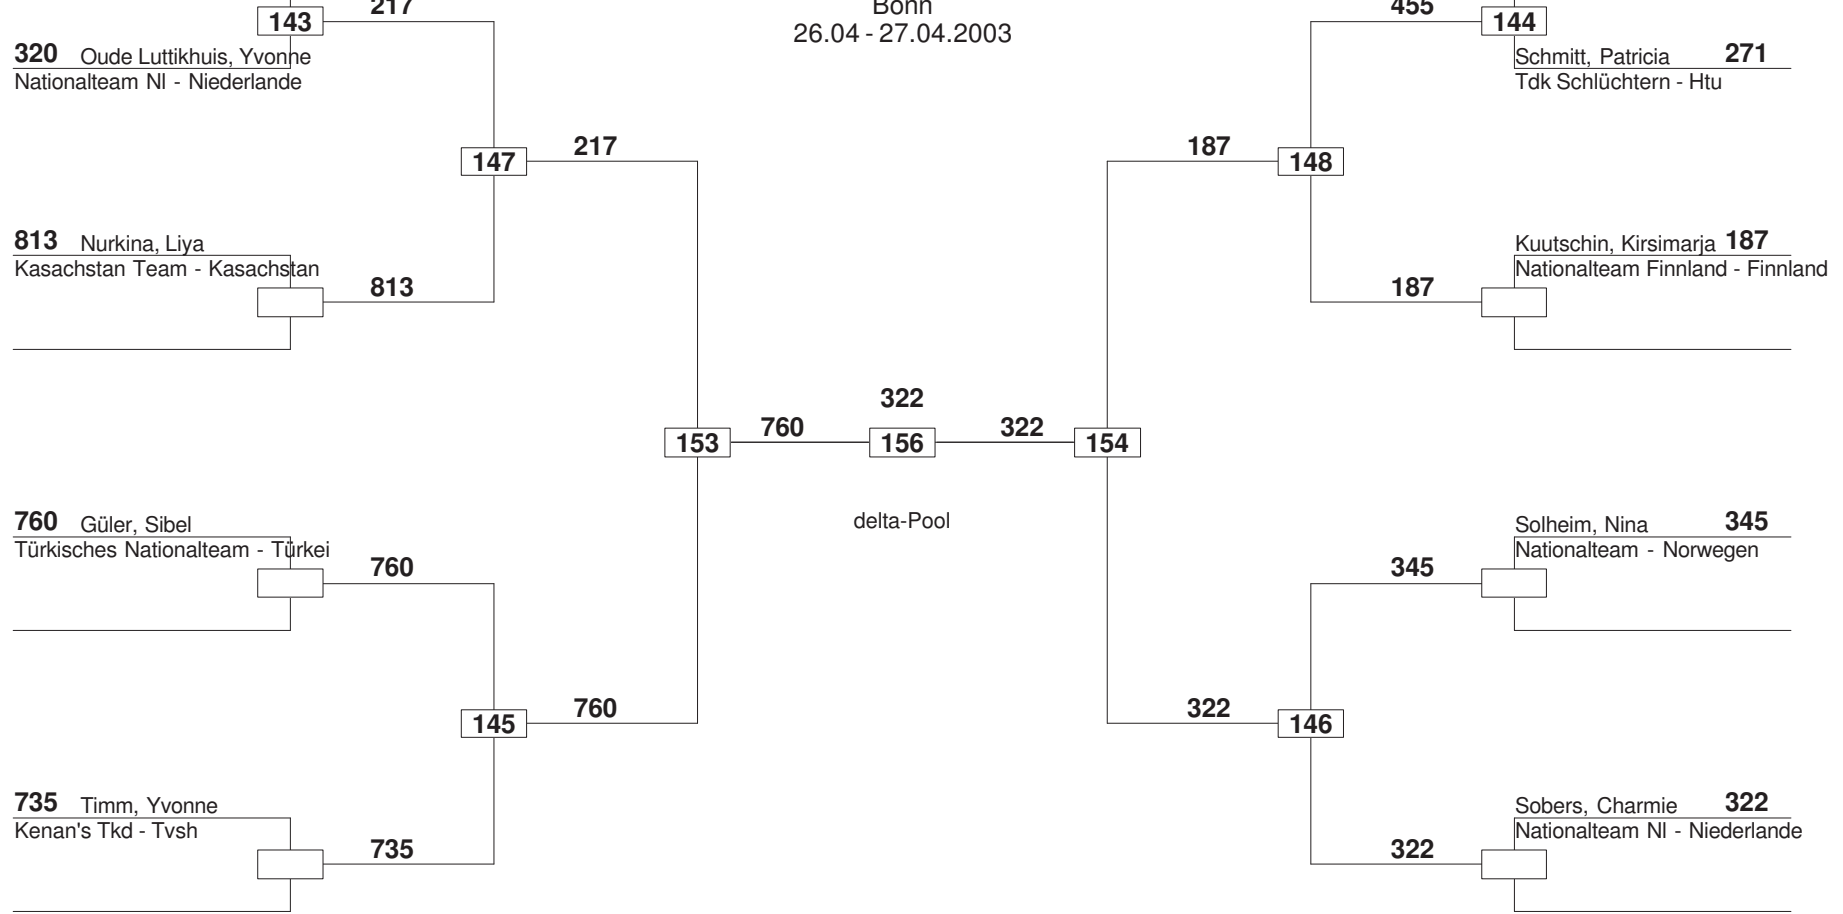 217
Bonn
455
143
26.04 - 27.04.2003
144
320 Oude Luttikhuis, Yvonne
Schmitt, Patricia 271
Nationalteam Nl - Niederlande
Tdk Schlüchtern - Htu
217
187
147
148
813 Nurkina, Liya
Kuutschin, Kirsimarja 187
Kasachstan Team - Kasachstan
Nationalteam Finnland - Finnland
813
187
322
760
322
153
156
154
760 Güler, Sibel
delta-Pool
Solheim, Nina 345
Türkisches Nationalteam - Türkei
Nationalteam - Norwegen
760
345
760
322
145
146
735 Timm, Yvonne
Sobers, Charmie 322
Kenan's Tkd - Tvsh
Nationalteam Nl - Niederlande
735
322